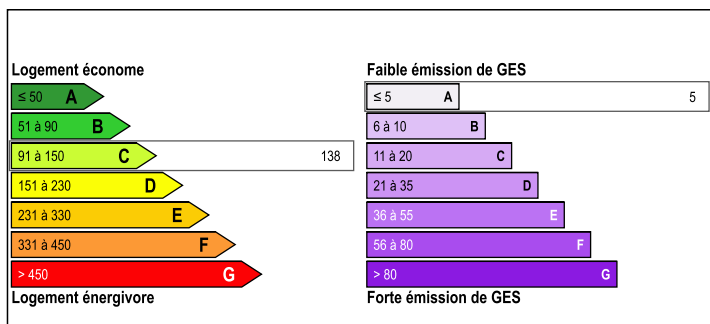 Logement économe
≤ 50 A
51 à 90 B
91 à 150 C 138
151 à 230 D
231 à 330 E
331 à 450 F
> 450 G
Logement énergivore
Faible émission de GES
≤ 5 A 5
6 à 10 B
11 à 20 C
21 à 35 D
36 à 55 E
56 à 80 F
> 80 G
Forte émission de GES